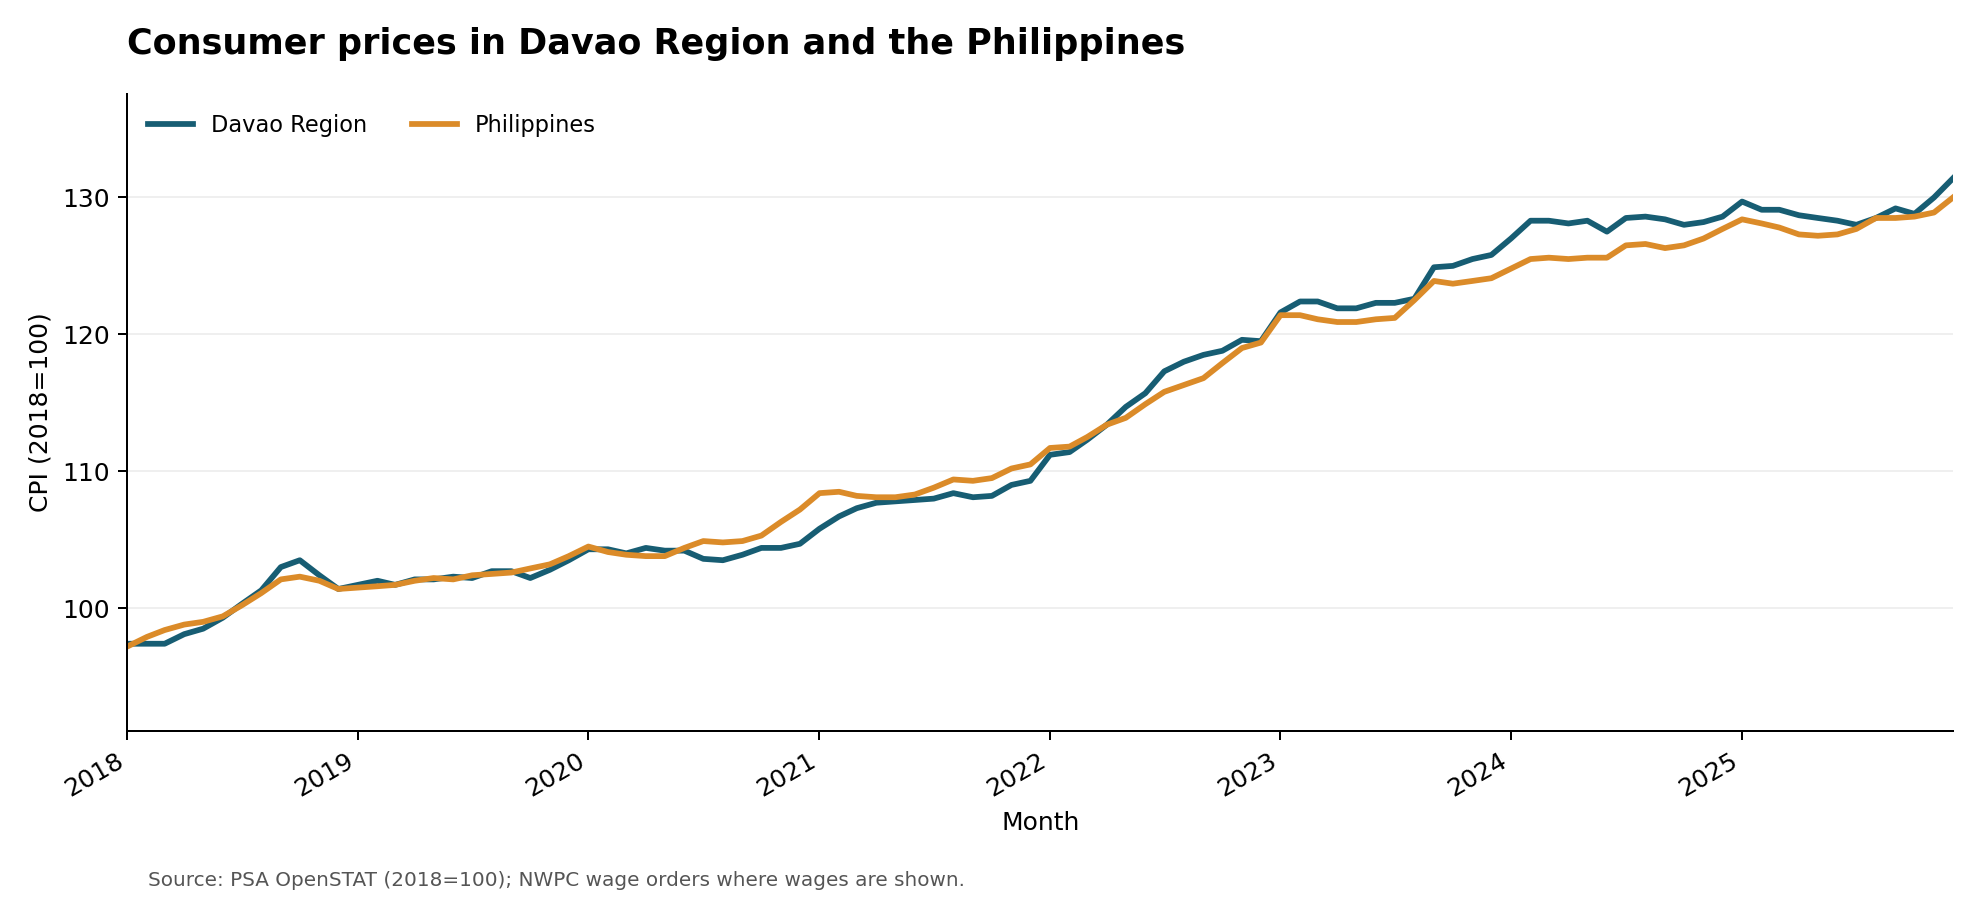 Consumer prices in Davao Region and the Philippines
Davao Region
Philippines
130
120
110
100
CPI (2018=100)
2018
2019
2020
2021
2022
2023
2024
2025
Month
Source: PSA OpenSTAT (2018=100); NWPC wage orders where wages are shown.